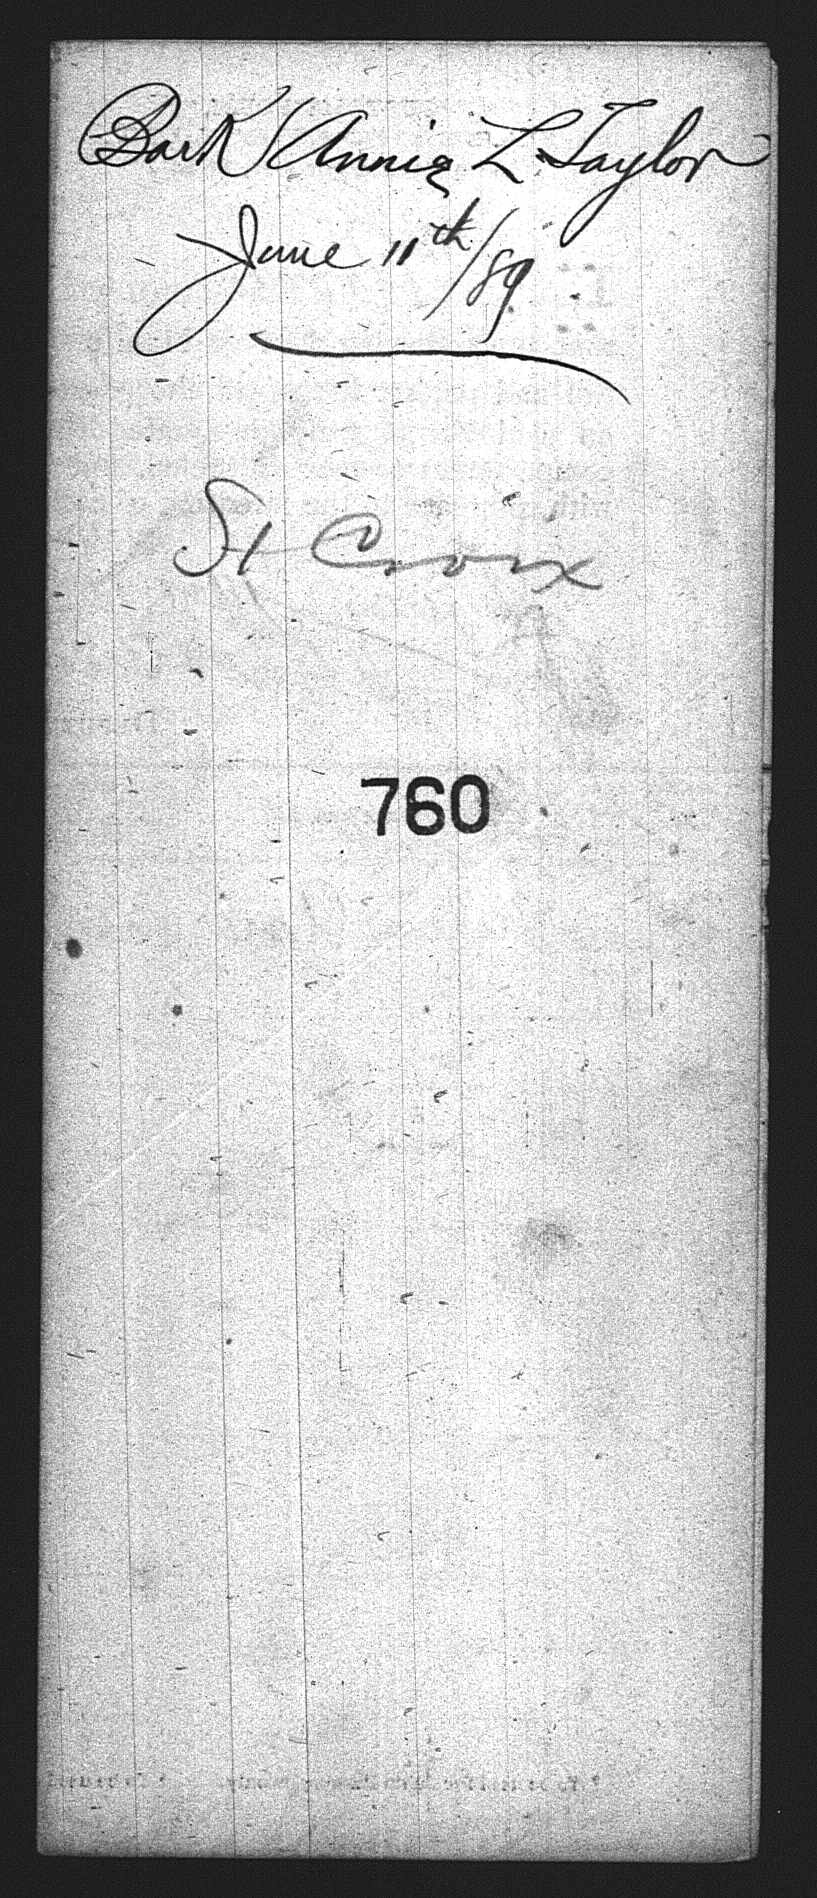 Bark Annie L. Taylor
June 11th/89
St Croix
760